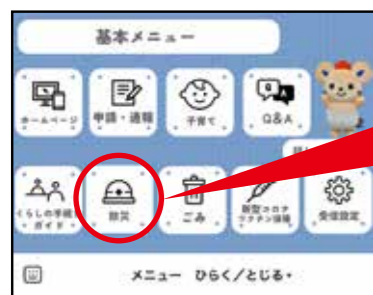 基本メニュー
ホームページ
申請・通報
子育て
Q&A
Q
A
くらしの手続き
ガイド
防災
ごみ
新型コロナ
ワクチン接種
受信設定
メニュー ひらく/とじる・